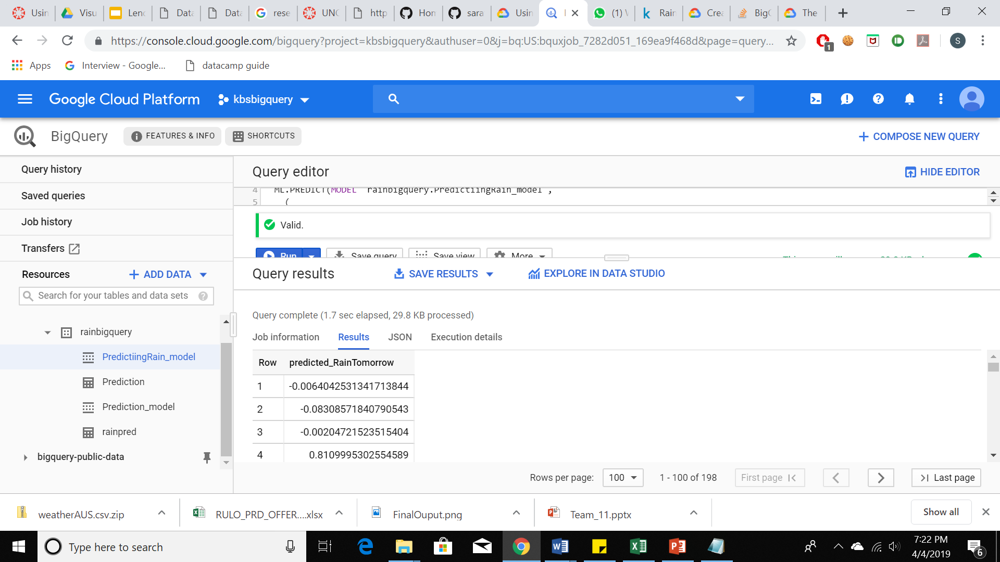 Usin
Visu
Lenc
Data
Data
rese
UNC
http
Hom
sara
Usin
(1)
Rain
Crea
BigQ
The
https://console.cloud.google.com/bigquery?project=kbsbigquery&authuser=0&j=bq:US:bquxjob_7282d051_169ea9f468d&page=query...
1
S
Apps
Interview - Google...
datacamp guide
Google Cloud Platform
kbsbigquery
BigQuery
FEATURES & INFO
SHORTCUTS
COMPOSE NEW QUERY
Query history
Saved queries
Job history
Transfers
Resources
ADD DATA
Search for your tables and data sets
rainbigquery
PredictiingRain_model
Prediction
Prediction_model
rainpred
bigquery-public-data
Query editor
HIDE EDITOR
4 ML.PREDICT(MODEL `rainbigquery.PredictiingRain_model`,
5 (
Valid.
Run
Save query
Save view
More
Query results
SAVE RESULTS
EXPLORE IN DATA STUDIO
Query complete (1.7 sec elapsed, 29.8 KB processed)
Job information
Results
JSON
Execution details
Row predicted_RainTomorrow
1 -0.0064042531341713844
2 -0.08308571840790543
3 -0.00204721523515404
4 0.8109995302554589
Rows per page:
100
1 - 100 of 198
First page
Last page
weatherAUS.csv.zip
RULO_PRD_OFFER....xlsx
FinalOuput.png
Team_11.pptx
Show all
Type here to search
7:22 PM
4/4/2019
6